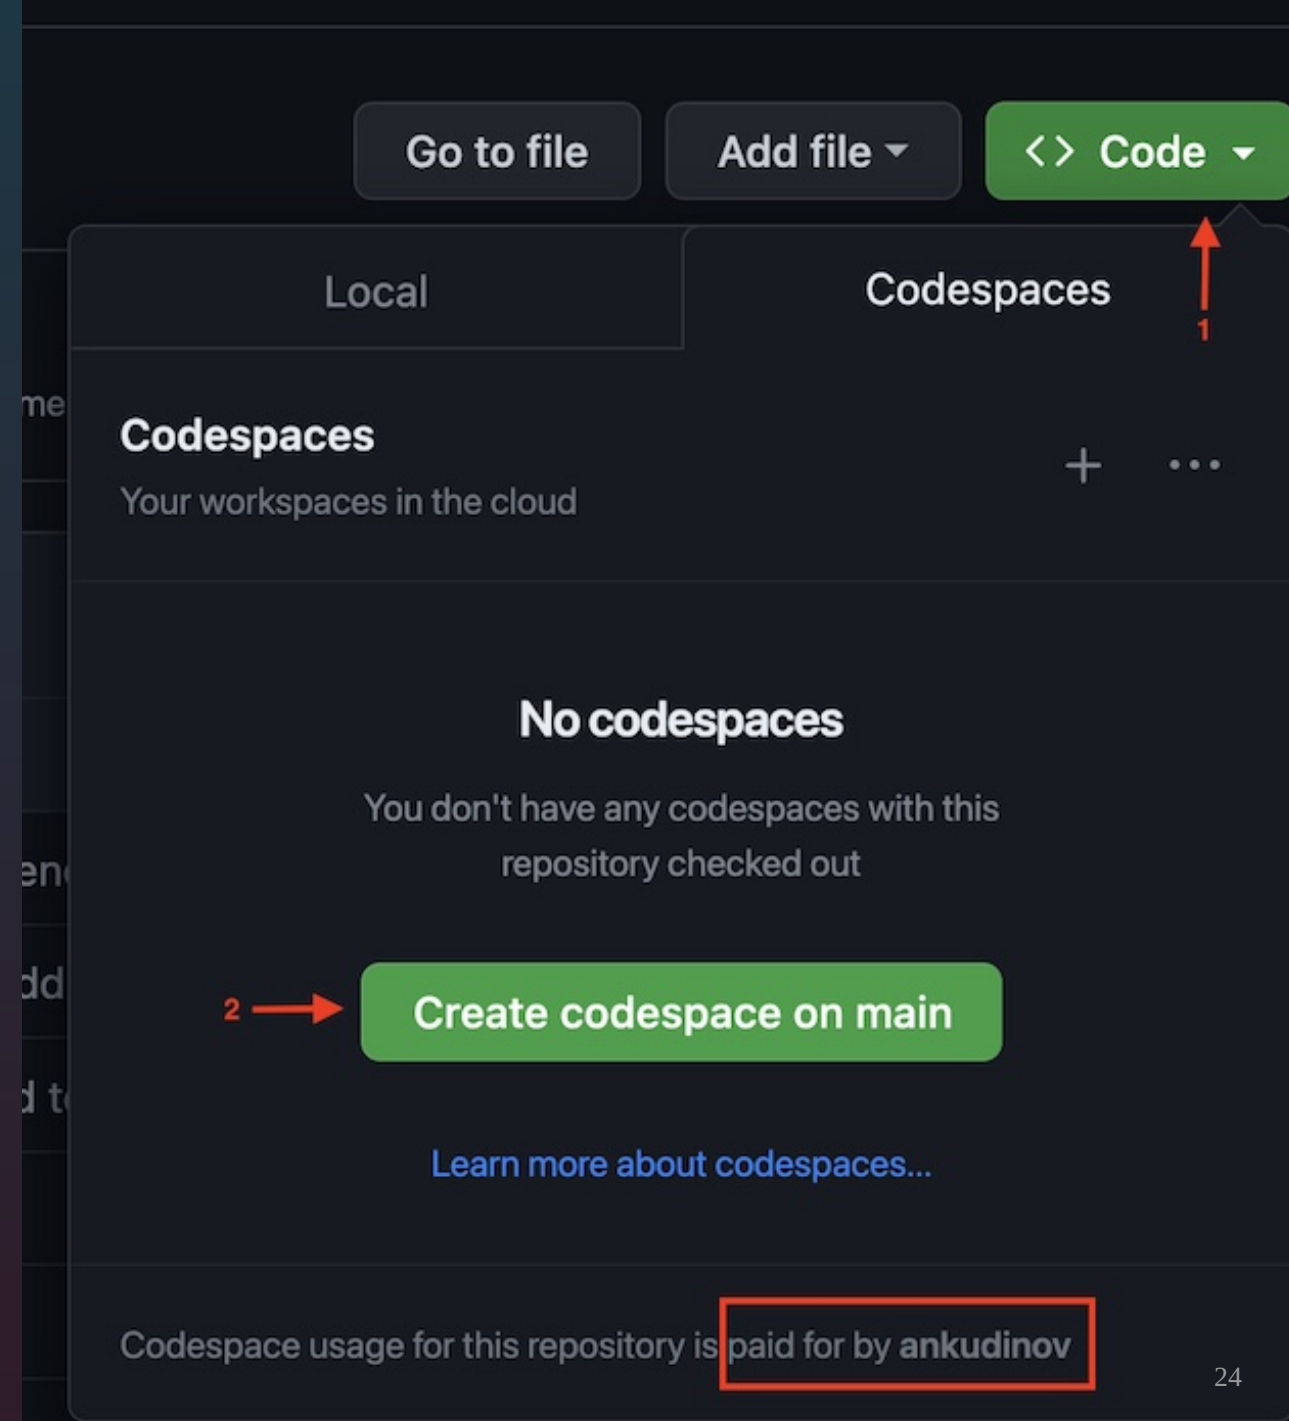 Go to file
Add file
<> Code
Local
Codespaces
1
me
Codespaces
Your workspaces in the cloud
+ ...
No codespaces
You don't have any codespaces with this
repository checked out
dd
2
Create codespace on main
d
Learn more about codespaces...
Codespace usage for this repository is paid for by ankudinov
24